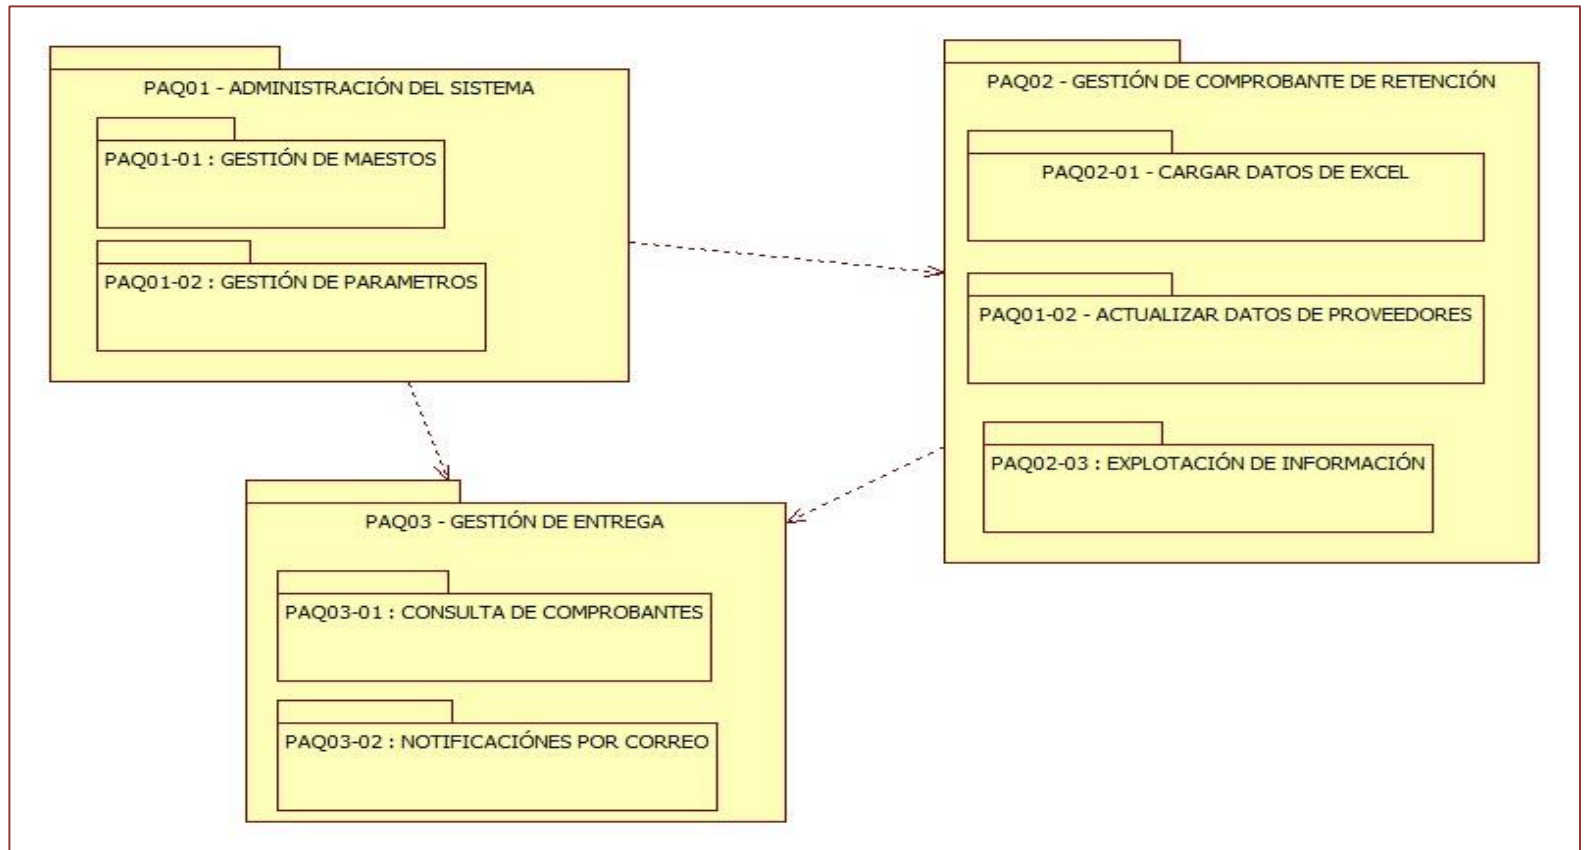 PAQ01 - ADMINISTRACIÓN DEL SISTEMA
PAQ01-01 : GESTIÓN DE MAESTOS
PAQ01-02 : GESTIÓN DE PARAMETROS
PAQ02 - GESTIÓN DE COMPROBANTE DE RETENCIÓN
PAQ02-01 - CARGAR DATOS DE EXCEL
PAQ01-02 - ACTUALIZAR DATOS DE PROVEEDORES
PAQ02-03 : EXPLOTACIÓN DE INFORMACIÓN
PAQ03 - GESTIÓN DE ENTREGA
PAQ03-01 : CONSULTA DE COMPROBANTES
PAQ03-02 : NOTIFICACIÓNES POR CORREO